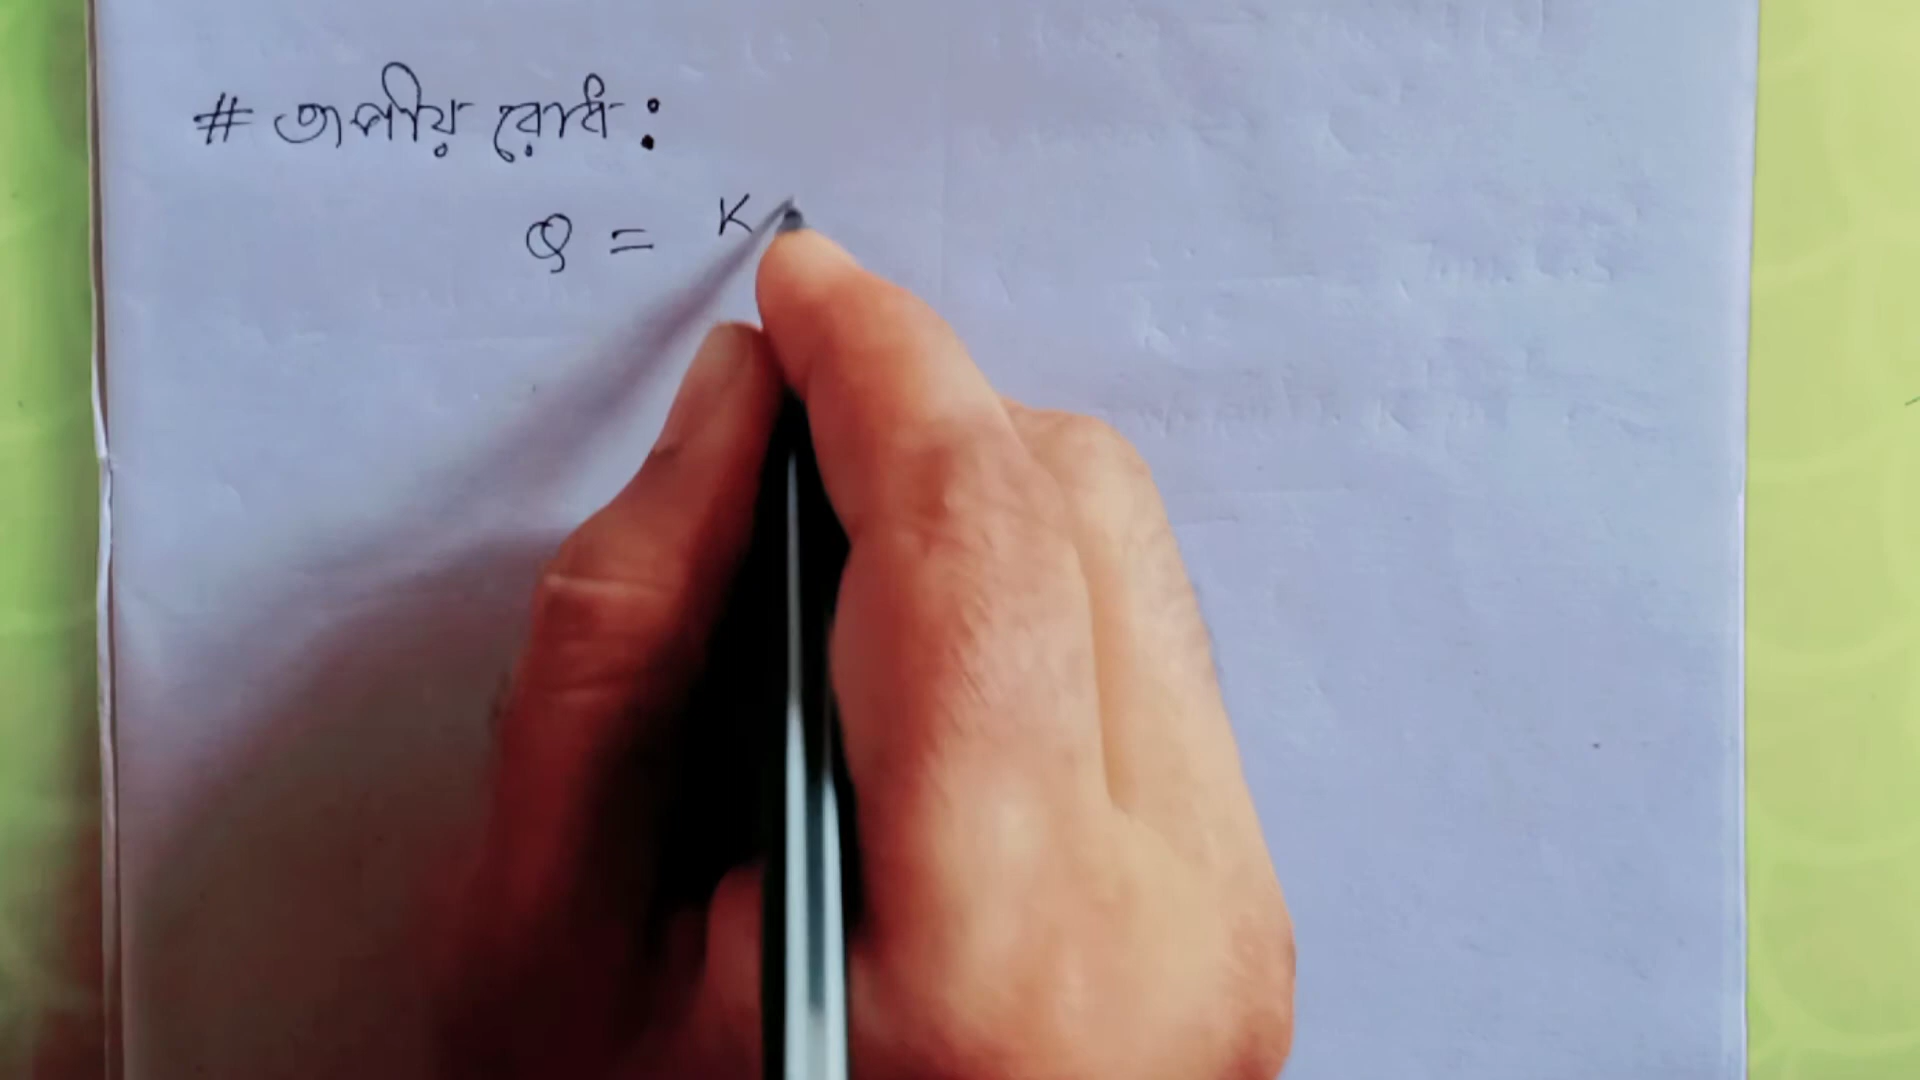 # তাপীয় রোধ :
Q = K